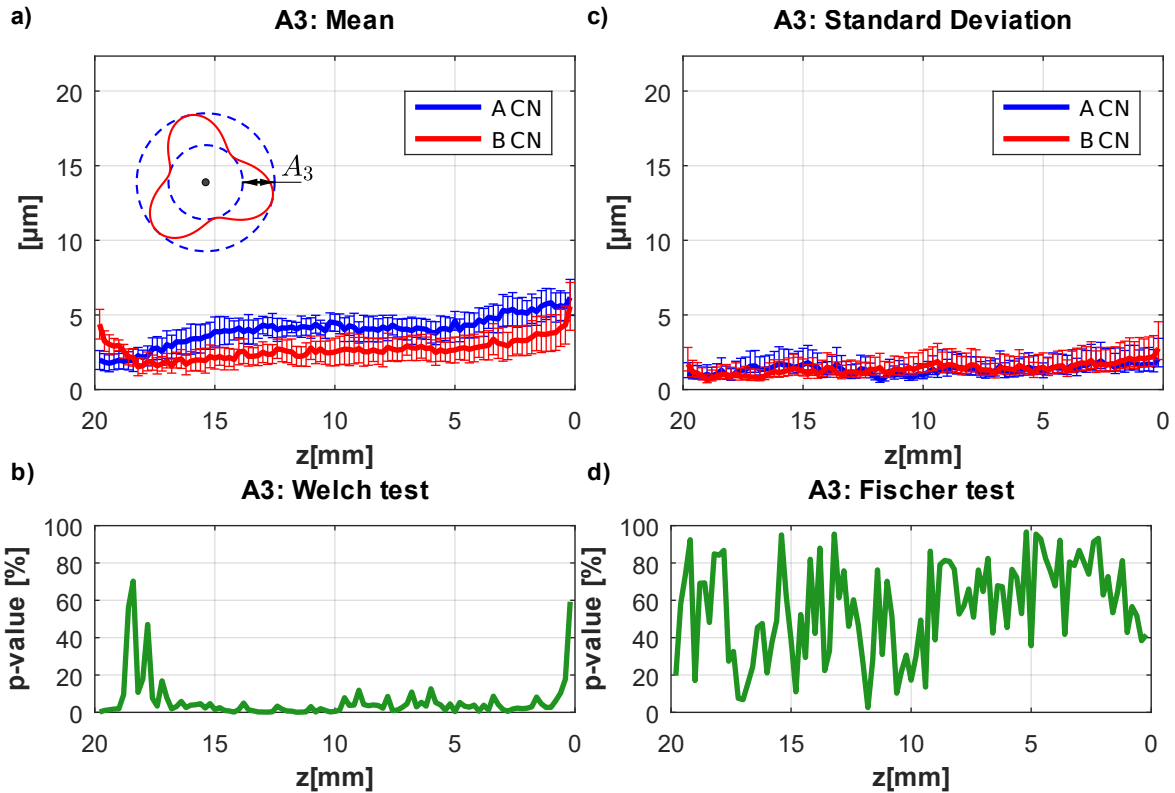 a)
A3: Mean
[µm]
20
15
10
5
0
A CN
B CN
A3
20
15
10
5
0
z[mm]
c)
A3: Standard Deviation
[µm]
20
15
10
5
0
A CN
B CN
20
15
10
5
0
z[mm]
b)
A3: Welch test
p-value [%]
100
80
60
40
20
0
20
15
10
5
0
z[mm]
d)
A3: Fischer test
p-value [%]
100
80
60
40
20
0
20
15
10
5
0
z[mm]